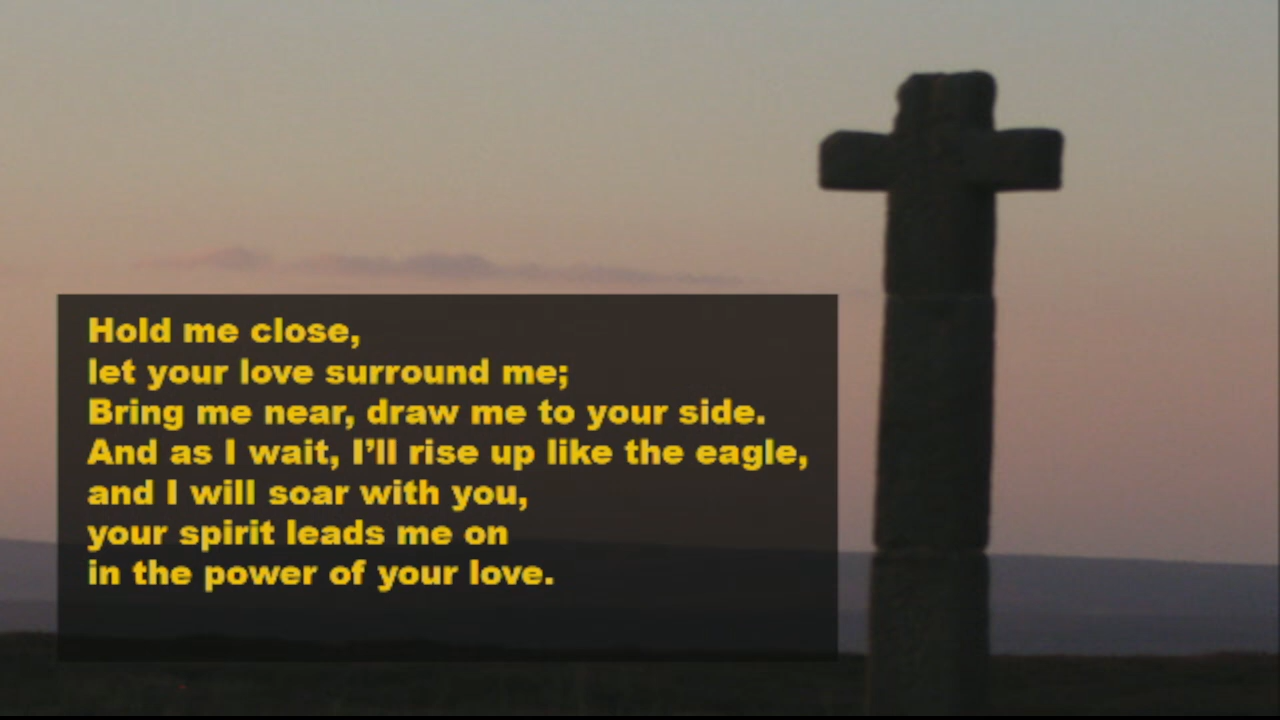 Hold me close,
let your love surround me;
Bring me near, draw me to your side.
And as I wait, I’ll rise up like the eagle,
and I will soar with you,
your spirit leads me on
in the power of your love.